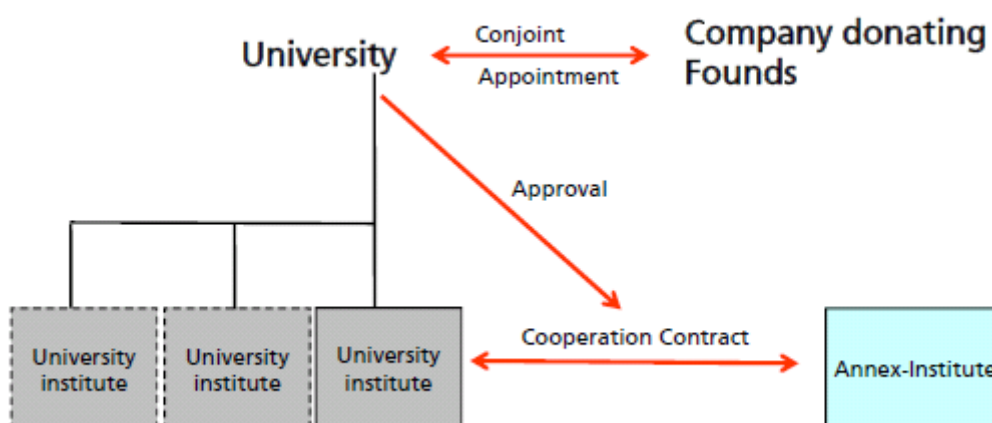 University
Conjoint
Appointment
Company donating
Founds
Approval
University
institute
University
institute
University
institute
Cooperation Contract
Annex-Institute